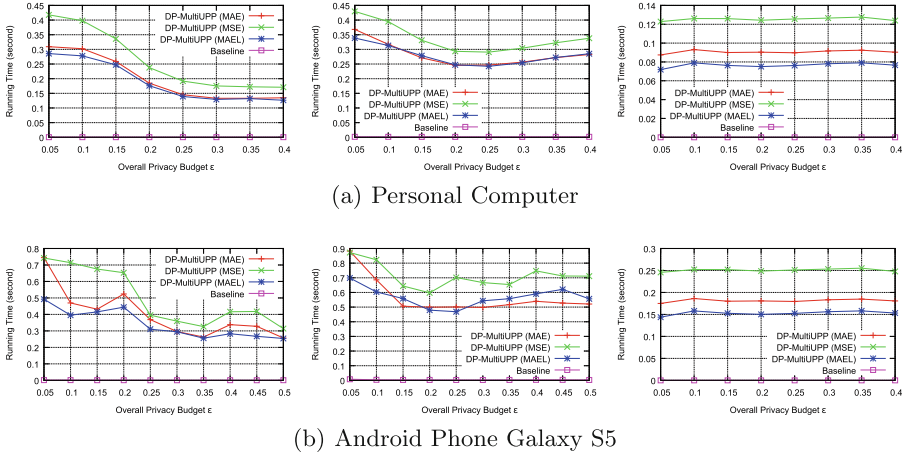 Running Time (second)
0.45
0.4
0.35
0.3
0.25
0.2
0.15
0.1
0.05
0
DP-MultiUPP (MAE)
DP-MultiUPP (MSE)
DP-MultiUPP (MAEL)
Baseline
0.05 0.1 0.15 0.2 0.25 0.3 0.35 0.4
Overall Privacy Budget ε
Running Time (second)
0.45
0.4
0.35
0.3
0.25
0.2
0.15
0.1
0.05
0
DP-MultiUPP (MAE)
DP-MultiUPP (MSE)
DP-MultiUPP (MAEL)
Baseline
0.05 0.1 0.15 0.2 0.25 0.3 0.35 0.4
Overall Privacy Budget ε
Running Time (second)
0.14
0.12
0.1
0.08
0.06
0.04
0.02
0
DP-MultiUPP (MAE)
DP-MultiUPP (MSE)
DP-MultiUPP (MAEL)
Baseline
0.05 0.1 0.15 0.2 0.25 0.3 0.35 0.4
Overall Privacy Budget ε
(a) Personal Computer
Running Time (second)
0.8
0.7
0.6
0.5
0.4
0.3
0.2
0.1
0
DP-MultiUPP (MAE)
DP-MultiUPP (MSE)
DP-MultiUPP (MAEL)
Baseline
0.05 0.1 0.15 0.2 0.25 0.3 0.35 0.4 0.45 0.5
Overall Privacy Budget ε
Running Time (second)
0.9
0.8
0.7
0.6
0.5
0.4
0.3
0.2
0.1
0
DP-MultiUPP (MAE)
DP-MultiUPP (MSE)
DP-MultiUPP (MAEL)
Baseline
0.05 0.1 0.15 0.2 0.25 0.3 0.35 0.4 0.45 0.5
Overall Privacy Budget ε
Running Time (second)
0.3
0.25
0.2
0.15
0.1
0.05
0
DP-MultiUPP (MAE)
DP-MultiUPP (MSE)
DP-MultiUPP (MAEL)
Baseline
0.05 0.1 0.15 0.2 0.25 0.3 0.35 0.4
Overall Privacy Budget ε
(b) Android Phone Galaxy S5